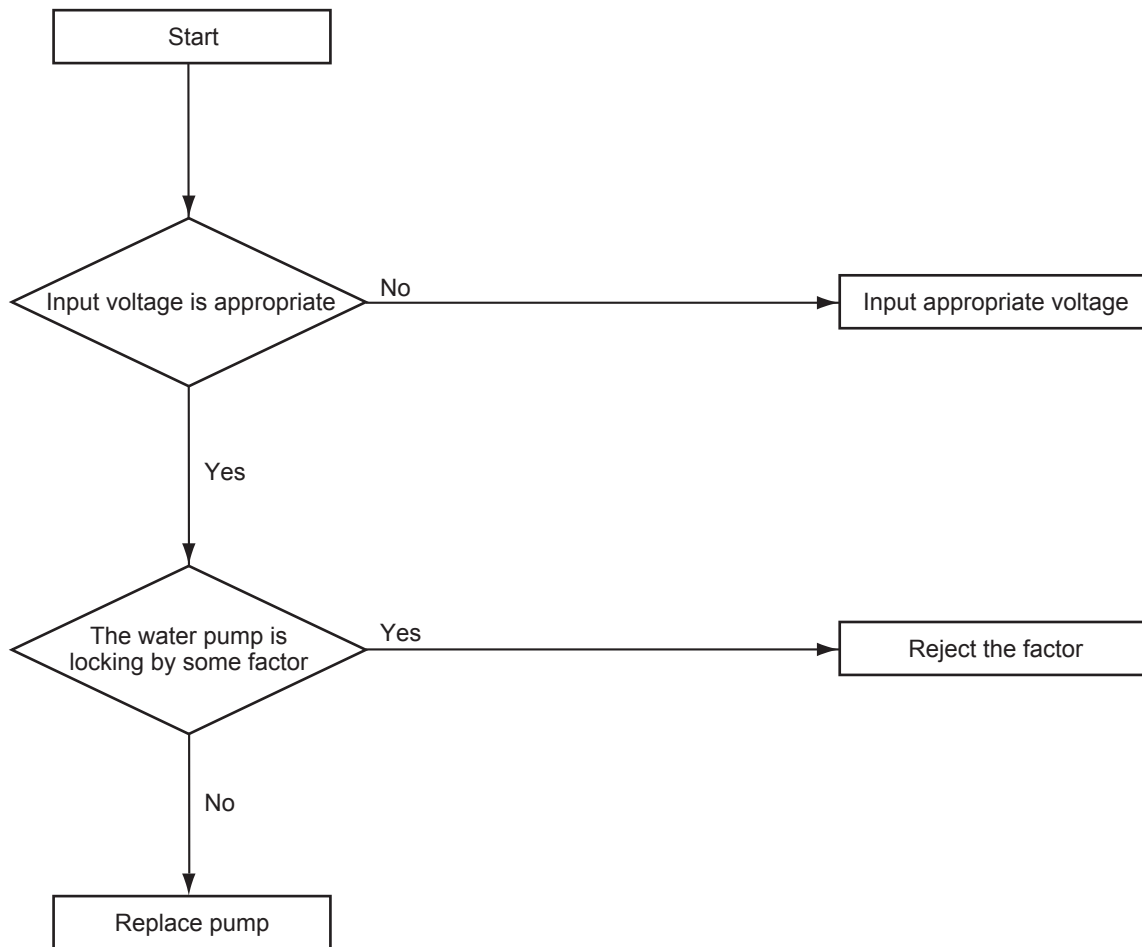 Start
Input voltage is appropriate
No
Input appropriate voltage
Yes
The water pump is
locking by some factor
Yes
Reject the factor
No
Replace pump